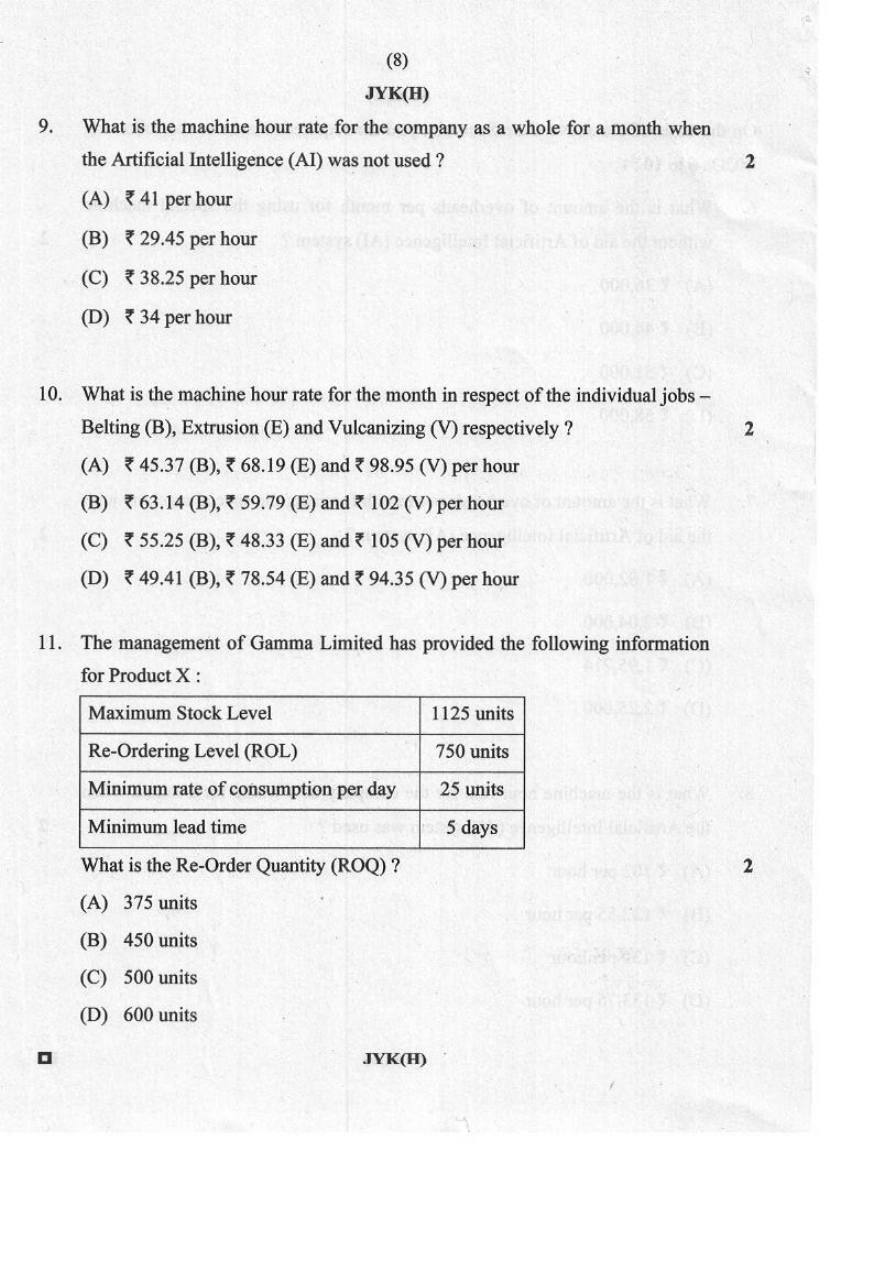 (8)
JYK(H)
9. What is the machine hour rate for the company as a whole for a month when
the Artificial Intelligence (AI) was not used ? 2
(A) ₹ 41 per hour
(B) ₹ 29.45 per hour
(C) ₹ 38.25 per hour
(D) ₹ 34 per hour
10. What is the machine hour rate for the month in respect of the individual jobs –
Belting (B), Extrusion (E) and Vulcanizing (V) respectively ? 2
(A) ₹ 45.37 (B), ₹ 68.19 (E) and ₹ 98.95 (V) per hour
(B) ₹ 63.14 (B), ₹ 59.79 (E) and ₹ 102 (V) per hour
(C) ₹ 55.25 (B), ₹ 48.33 (E) and ₹ 105 (V) per hour
(D) ₹ 49.41 (B), ₹ 78.54 (E) and ₹ 94.35 (V) per hour
11. The management of Gamma Limited has provided the following information
for Product X :
Maximum Stock Level 1125 units
Re-Ordering Level (ROL) 750 units
Minimum rate of consumption per day 25 units
Minimum lead time 5 days
What is the Re-Order Quantity (ROQ) ? 2
(A) 375 units
(B) 450 units
(C) 500 units
(D) 600 units
JYK(H)